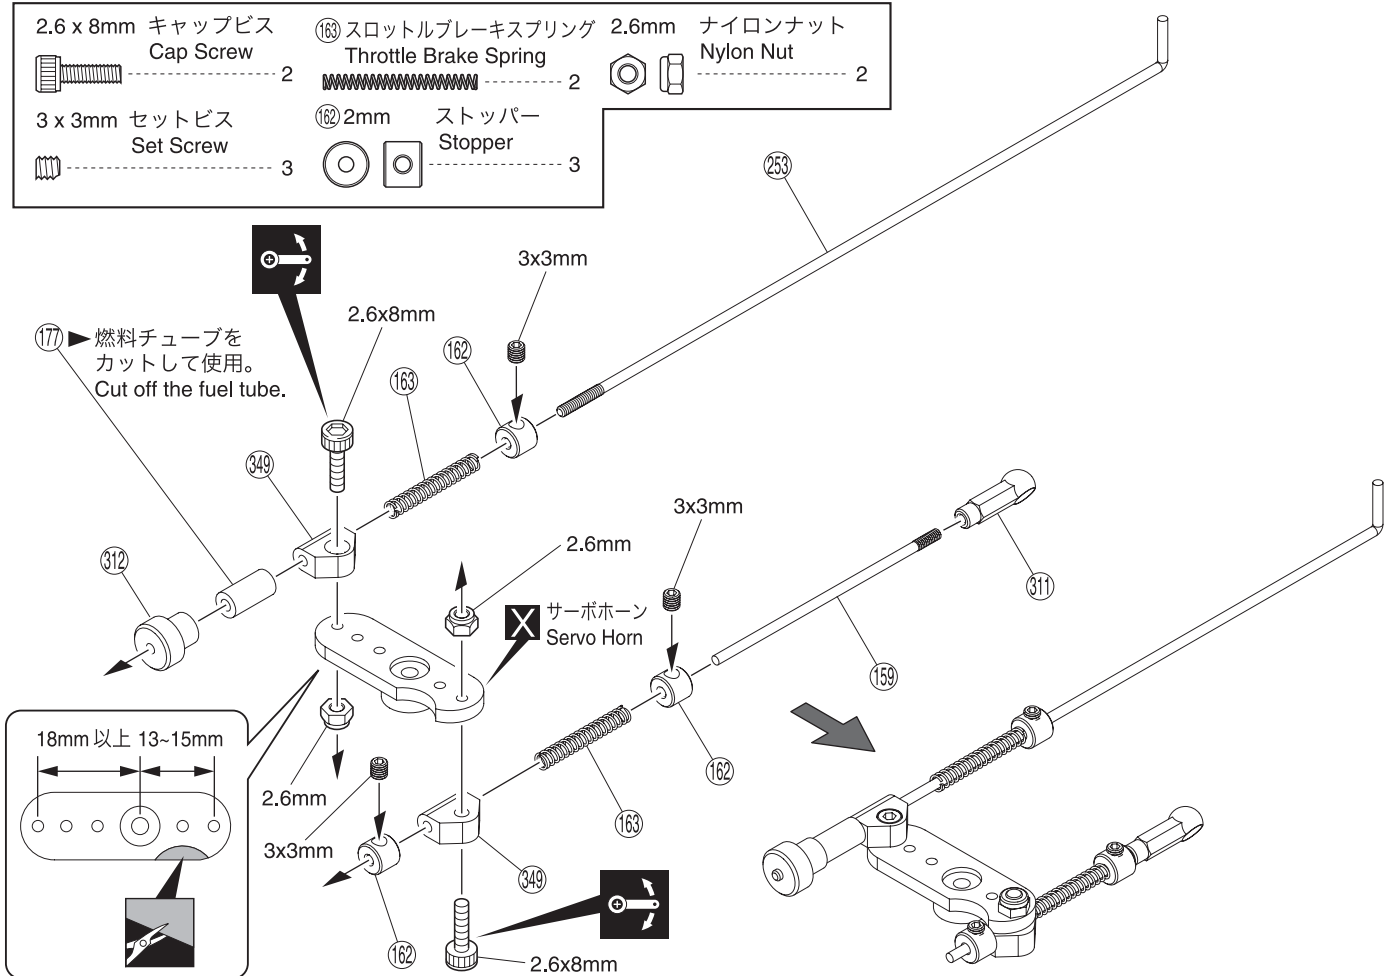 2.6 x 8mm キャップビス
Cap Screw
2
163 スロットルブレーキスプリング
Throttle Brake Spring
2
2.6mm ナイロンナット
Nylon Nut
2
3 x 3mm セットビス
Set Screw
3
162 2mm ストッパー
Stopper
3
253
3x3mm
2.6x8mm
177 ▶ 燃料チューブを
カットして使用。
Cut off the fuel tube.
162
163
349
312
3x3mm
2.6mm
311
X サーボホーン
Servo Horn
159
18mm 以上 13~15mm
2.6mm
162
163
3x3mm
349
162
2.6x8mm